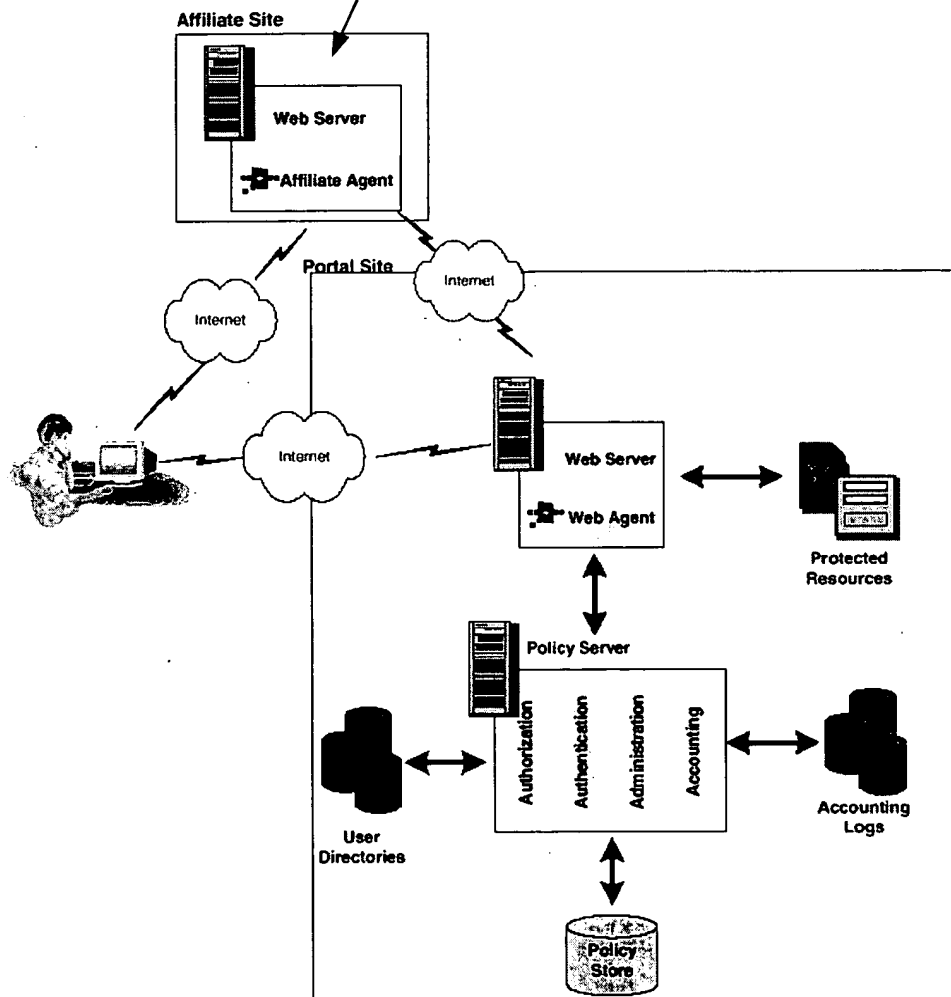 Affiliate Site
Web Server
Affiliate Agent
Portal Site
Internet
Internet
Internet
Web Server
Web Agent
Protected
Resources
Policy Server
Authorization
Authentication
Administration
Accounting
User
Directories
Accounting
Logs
Policy
Store